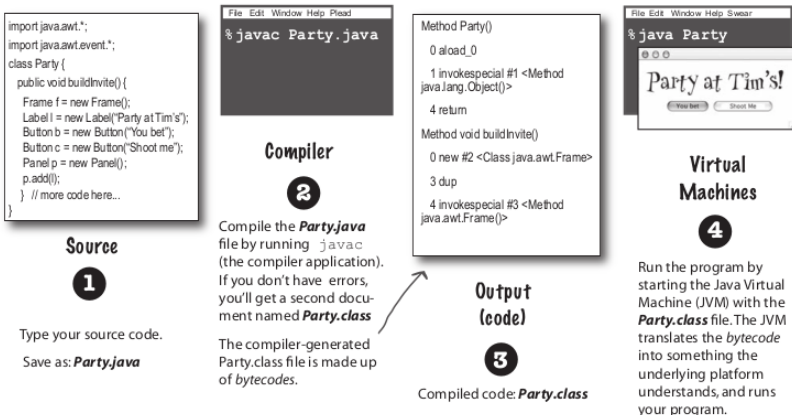 import java.awt.*;
import java.awt.event.*;
class Party {
public void buildInvite() {
Frame f = new Frame();
Label l = new Label("Party at Tim's");
Button b = new Button("You bet");
Button c = new Button("Shoot me");
Panel p = new Panel();
p.add(l);
} // more code here...
}
Source
1
Type your source code.
Save as: Party.java
File Edit Window Help Plead
% javac Party.java
Compiler
2
Compile the Party.java
file by running javac
(the compiler application).
If you don't have errors,
you'll get a second docu-
ment named Party.class
The compiler-generated
Party.class file is made up
of bytecodes.
Method Party()
0 aload_0
1 invokespecial #1 <Method
java.lang.Object()>
4 return
Method void buildInvite()
0 new #2 <Class java.awt.Frame>
3 dup
4 invokespecial #3 <Method
java.awt.Frame()>
Output
(code)
3
Compiled code: Party.class
File Edit Window Help Swear
% java Party
Party at Tim's!
You bet
Shoot Me
Virtual
Machines
4
Run the program by
starting the Java Virtual
Machine (JVM) with the
Party.class file. The JVM
translates the bytecode
into something the
underlying platform
understands, and runs
your program.